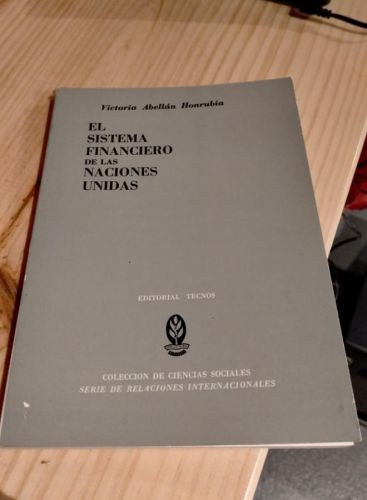 Victoria Abellán Honrubia
EL
SISTEMA
FINANCIERO
DE LAS
NACIONES
UNIDAS
EDITORIAL TECNOS
COLECCION DE CIENCIAS SOCIALES
SERIE DE RELACIONES INTERNACIONALES